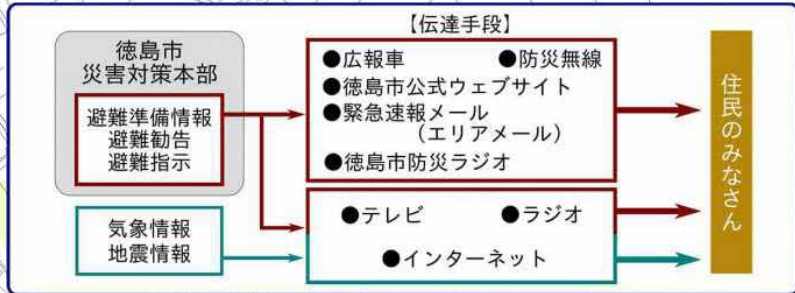 【伝達手段】
徳島市
災害対策本部
避難準備情報
避難勧告
避難指示
気象情報
地震情報
●広報車 ●防災無線
●徳島市公式ウェブサイト
●緊急速報メール
（エリアメール）
●徳島市防災ラジオ
●テレビ ●ラジオ
●インターネット
住民のみなさん